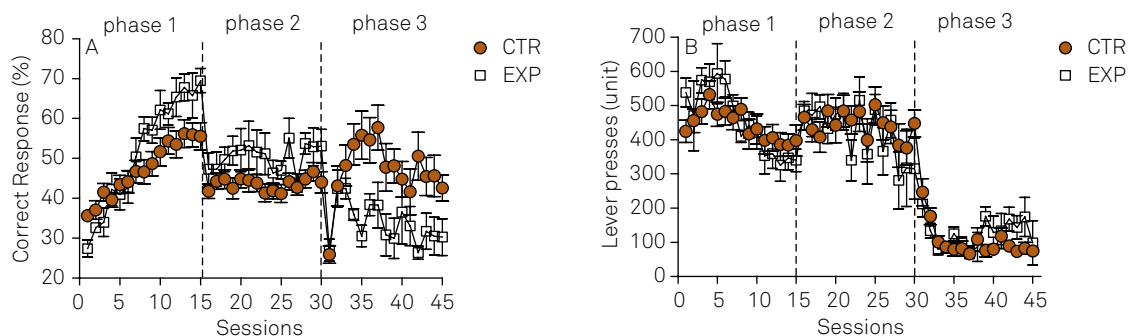 phase 1 phase 2 phase 3
A
CTR
EXP
Correct Response (%)
80
70
60
50
40
30
20
0 5 10 15 20 25 30 35 40 45
Sessions
phase 1 phase 2 phase 3
B
CTR
EXP
Lever presses (unit)
700
600
500
400
300
200
100
0
0 5 10 15 20 25 30 35 40 45
Sessions